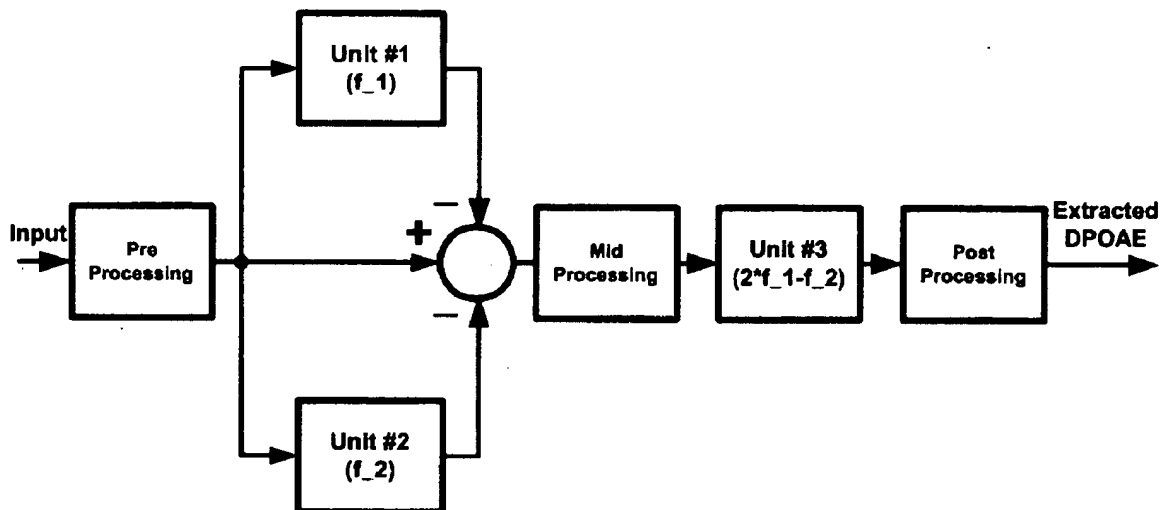 Unit #1
(f_1)
Input
Pre
Processing
+
−
−
Mid
Processing
Unit #3
(2*f_1-f_2)
Post
Processing
Extracted
DPOAE
Unit #2
(f_2)